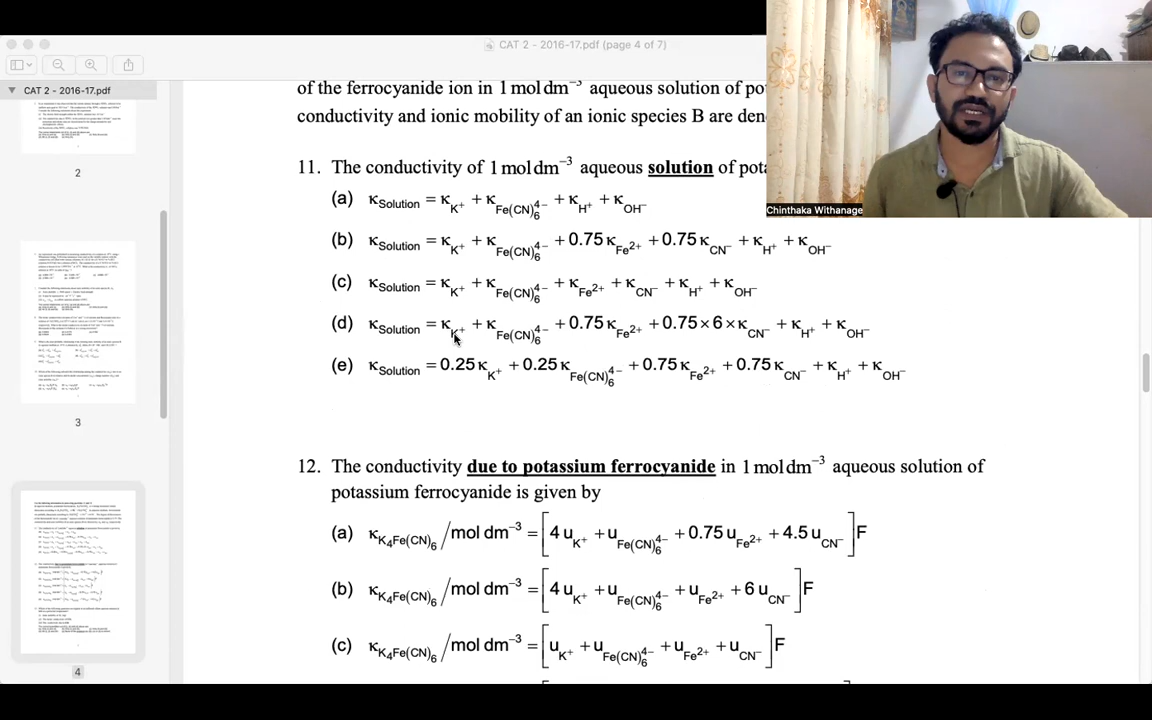 CAT 2 - 2016-17.pdf (page 4 of 7)
CAT 2 - 2016-17.pdf
2
3
4
of the ferrocyanide ion in 1 mol dm⁻³ aqueous solution of po
conductivity and ionic mobility of an ionic species B are den
11. The conductivity of 1 mol dm⁻³ aqueous solution of pota
(a) κSolution = κK⁺ + κFe(CN)₆⁴⁻ + κH⁺ + κOH⁻
(b) κSolution = κK⁺ + κFe(CN)₆⁴⁻ + 0.75 κFe²⁺ + 0.75 κCN⁻ + κH⁺ + κOH⁻
(c) κSolution = κK⁺ + κFe(CN)₆⁴⁻ + κFe²⁺ + κCN⁻ + κH⁺ + κOH⁻
(d) κSolution = κK⁺ + κFe(CN)₆⁴⁻ + 0.75 κFe²⁺ + 0.75 × 6 × κCN⁻ + κH⁺ + κOH⁻
(e) κSolution = 0.25 κK⁺ + 0.25 κFe(CN)₆⁴⁻ + 0.75 κFe²⁺ + 0.75 κCN⁻ + κH⁺ + κOH⁻
12. The conductivity due to potassium ferrocyanide in 1 mol dm⁻³ aqueous solution of
potassium ferrocyanide is given by
(a) κK₄Fe(CN)₆ / mol dm⁻³ = [4 uK⁺ + uFe(CN)₆⁴⁻ + 0.75 uFe²⁺ + 4.5 uCN⁻] F
(b) κK₄Fe(CN)₆ / mol dm⁻³ = [4 uK⁺ + uFe(CN)₆⁴⁻ + uFe²⁺ + 6 uCN⁻] F
(c) κK₄Fe(CN)₆ / mol dm⁻³ = [uK⁺ + uFe(CN)₆⁴⁻ + uFe²⁺ + uCN⁻] F
Chinthaka Withanage